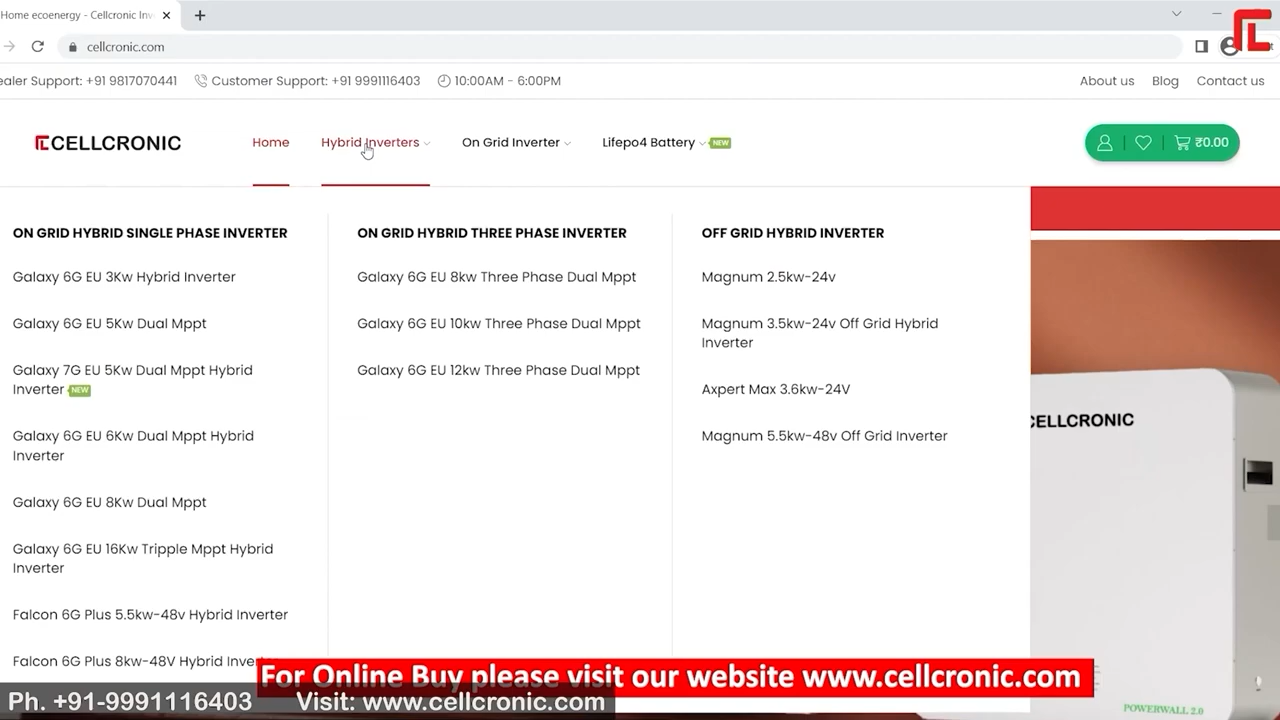 Home ecoenergy - Cellcronic Inv
cellcronic.com
ealer Support: +91 9817070441 Customer Support: +91 9991116403 10:00AM - 6:00PM About us Blog Contact us
CELLCRONIC Home Hybrid Inverters On Grid Inverter Lifepo4 Battery NEW ₹0.00
ON GRID HYBRID SINGLE PHASE INVERTER
Galaxy 6G EU 3Kw Hybrid Inverter
Galaxy 6G EU 5Kw Dual Mppt
Galaxy 7G EU 5Kw Dual Mppt Hybrid
Inverter NEW
Galaxy 6G EU 6Kw Dual Mppt Hybrid
Inverter
Galaxy 6G EU 8Kw Dual Mppt
Galaxy 6G EU 16Kw Tripple Mppt Hybrid
Inverter
Falcon 6G Plus 5.5kw-48v Hybrid Inverter
Falcon 6G Plus 8kw-48V Hybrid Inver
ON GRID HYBRID THREE PHASE INVERTER
Galaxy 6G EU 8kw Three Phase Dual Mppt
Galaxy 6G EU 10kw Three Phase Dual Mppt
Galaxy 6G EU 12kw Three Phase Dual Mppt
OFF GRID HYBRID INVERTER
Magnum 2.5kw-24v
Magnum 3.5kw-24v Off Grid Hybrid
Inverter
Axpert Max 3.6kw-24V
Magnum 5.5kw-48v Off Grid Inverter
CELLCRONIC
POWERWALL 2.0
For Online Buy please visit our website www.cellcronic.com
Ph. +91-9991116403 Visit: www.cellcronic.com